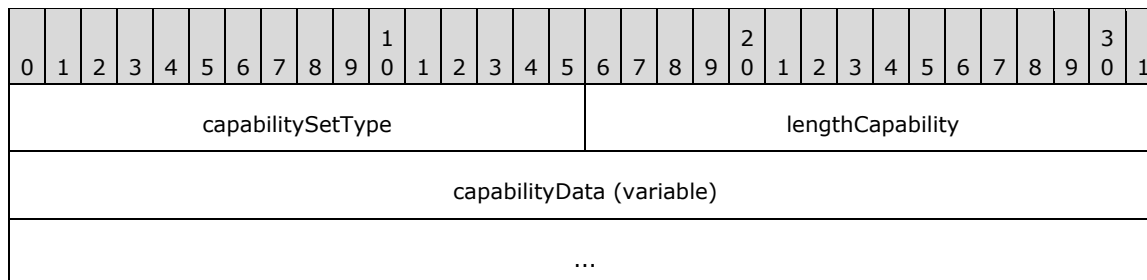 1 2 3
0 1 2 3 4 5 6 7 8 9 0 1 2 3 4 5 6 7 8 9 0 1 2 3 4 5 6 7 8 9 0 1
capabilitySetType lengthCapability
capabilityData (variable)
...